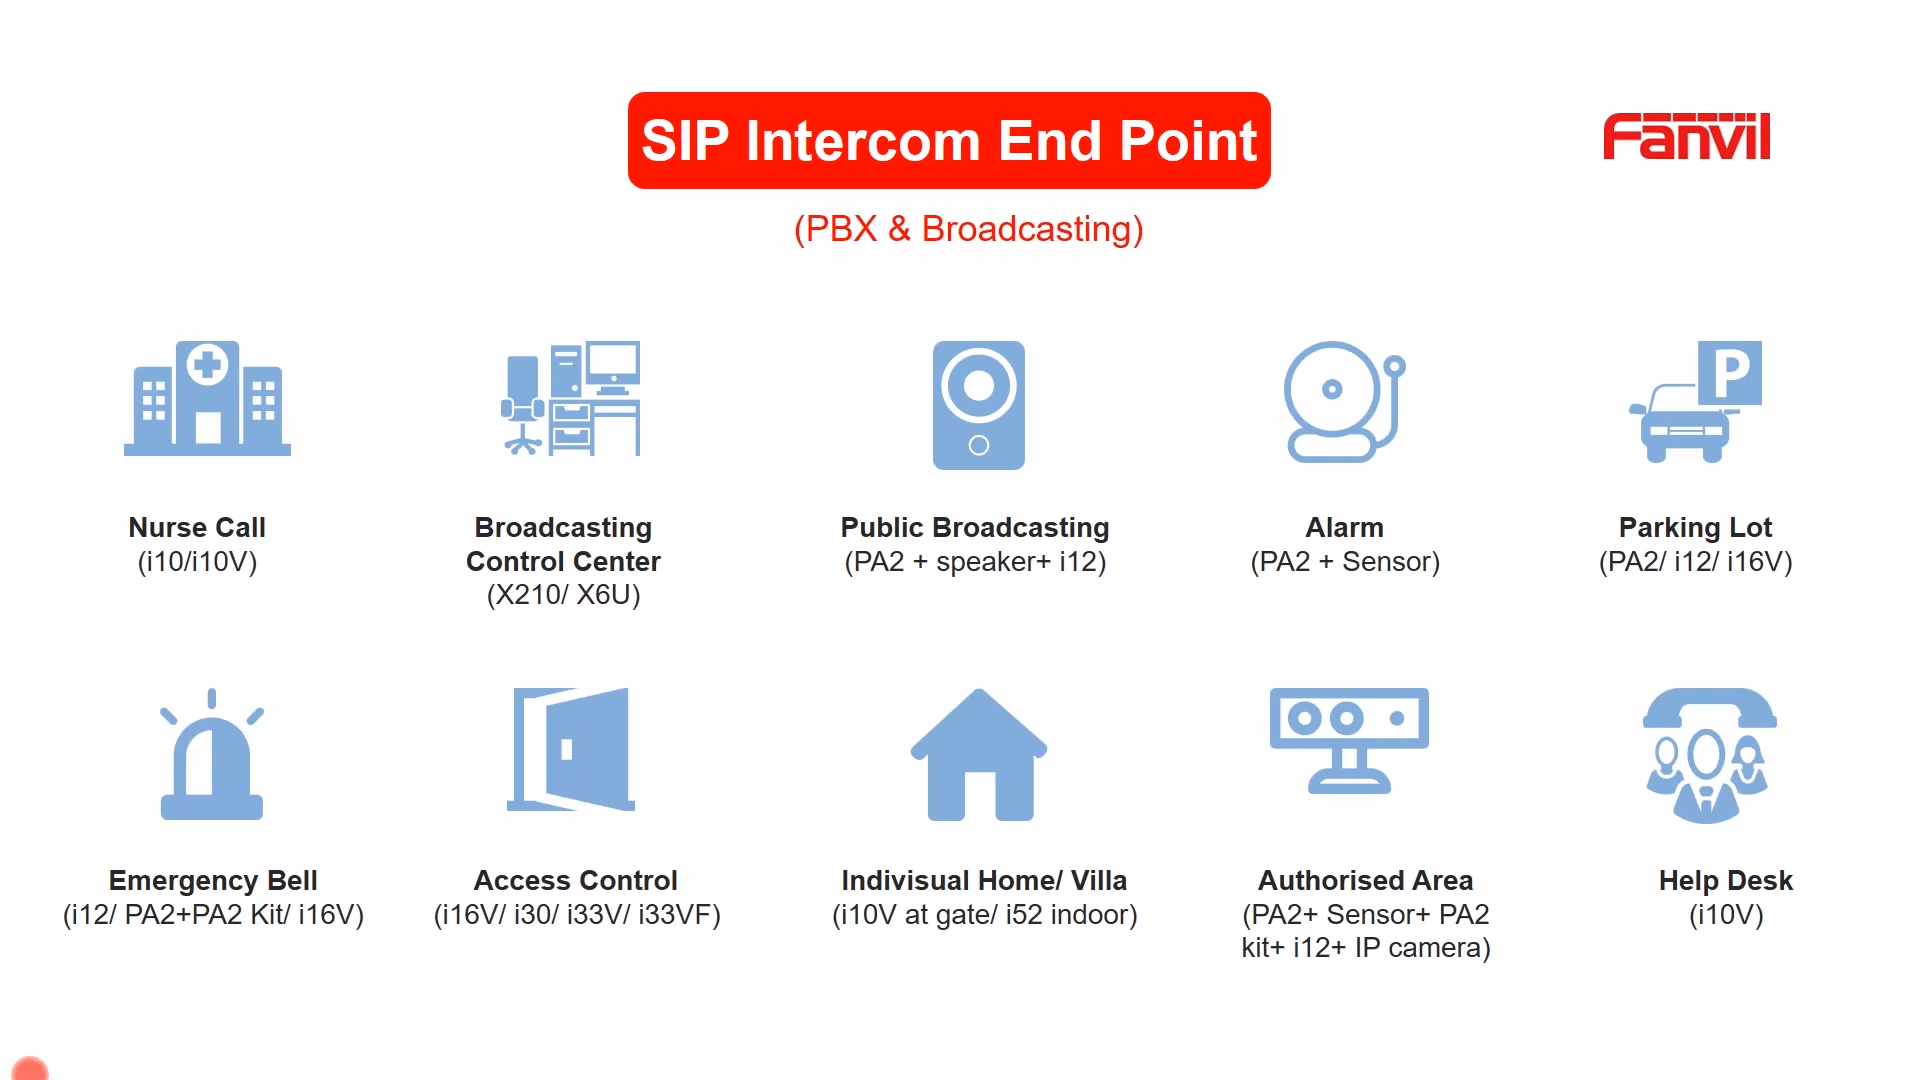 SIP Intercom End Point
Fanvil
(PBX & Broadcasting)
P
Nurse Call
(i10/i10V)
Broadcasting
Control Center
(X210/ X6U)
Public Broadcasting
(PA2 + speaker+ i12)
Alarm
(PA2 + Sensor)
Parking Lot
(PA2/ i12/ i16V)
Emergency Bell
(i12/ PA2+PA2 Kit/ i16V)
Access Control
(i16V/ i30/ i33V/ i33VF)
Indivisual Home/ Villa
(i10V at gate/ i52 indoor)
Authorised Area
(PA2+ Sensor+ PA2
kit+ i12+ IP camera)
Help Desk
(i10V)